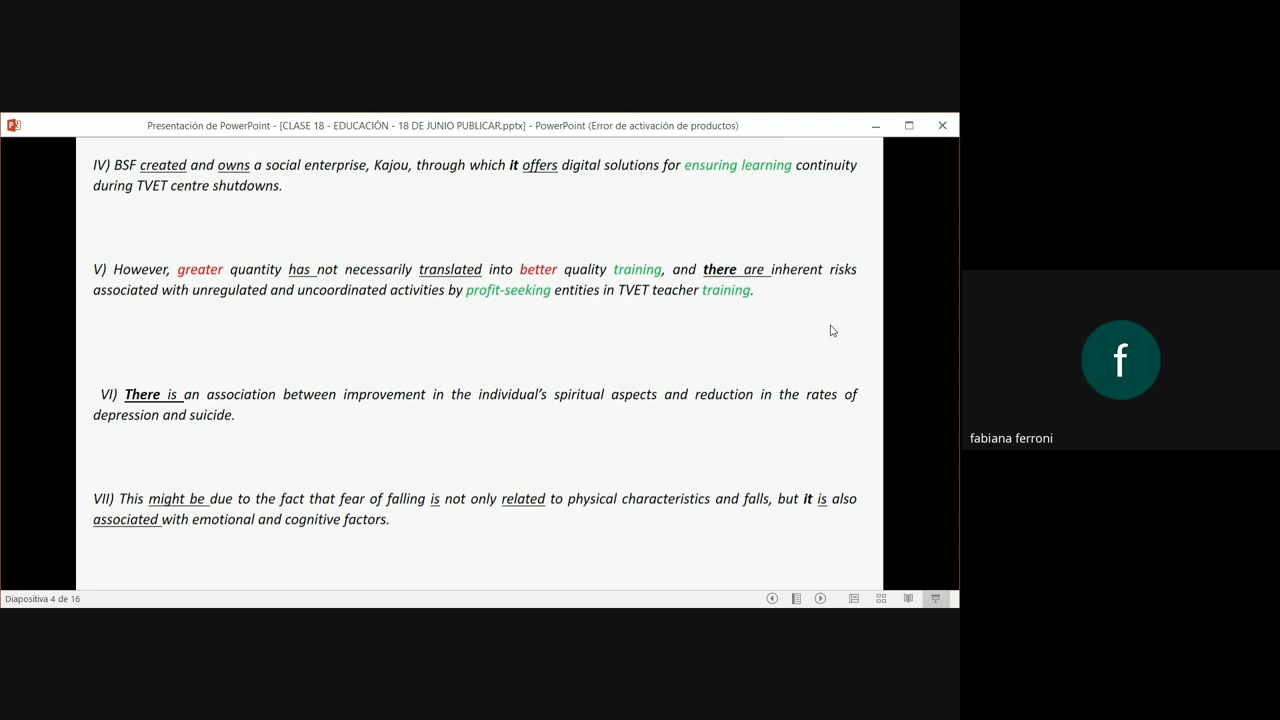 Presentación de PowerPoint - [CLASE 18 - EDUCACIÓN - 18 DE JUNIO PUBLICAR.pptx] - PowerPoint (Error de activación de productos)
IV) BSF created and owns a social enterprise, Kajou, through which it offers digital solutions for ensuring learning continuity
during TVET centre shutdowns.
V) However, greater quantity has not necessarily translated into better quality training, and there are inherent risks
associated with unregulated and uncoordinated activities by profit-seeking entities in TVET teacher training.
VI) There is an association between improvement in the individual's spiritual aspects and reduction in the rates of
depression and suicide.
VII) This might be due to the fact that fear of falling is not only related to physical characteristics and falls, but it is also
associated with emotional and cognitive factors.
Diapositiva 4 de 16
f
fabiana ferroni